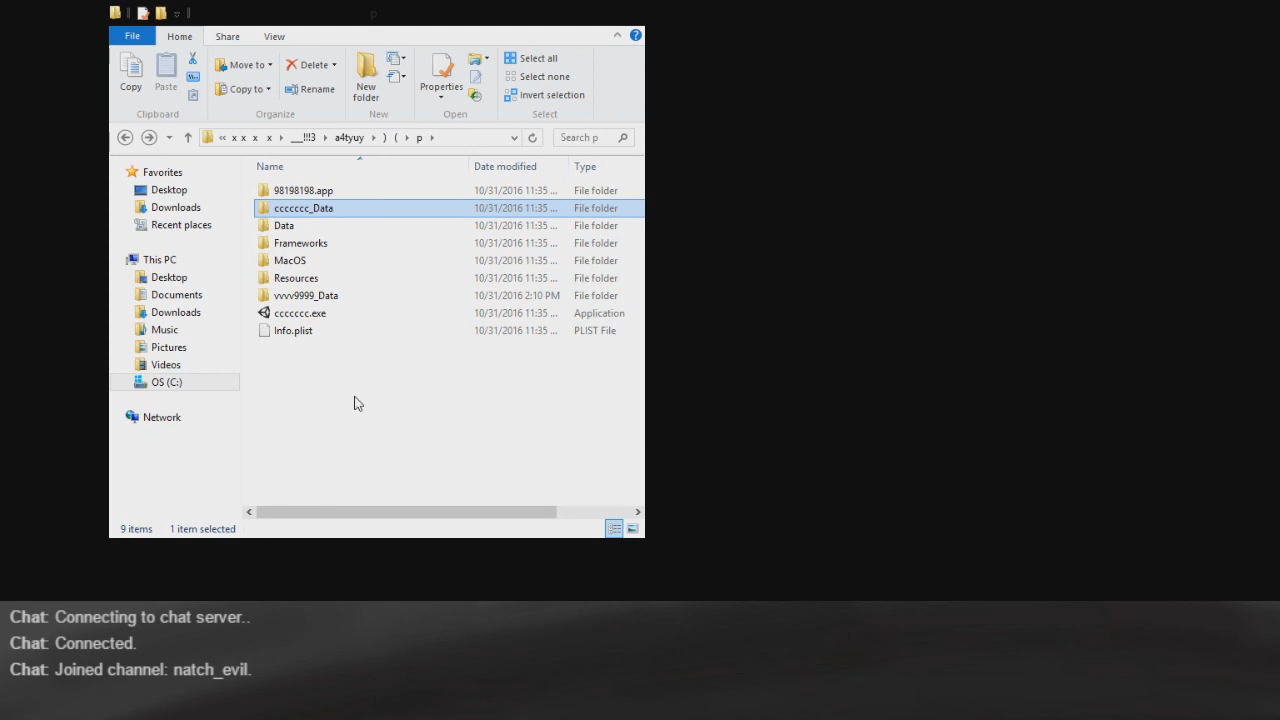 p
File Home Share View
Copy Paste Move to Copy to Delete Rename New folder Properties Select all Select none Invert selection
Clipboard Organize New Open Select
« x x x x ___!!!3 a4tyuy ) ( p Search p
Name Date modified Type
Favorites
Desktop
Downloads
Recent places
This PC
Desktop
Documents
Downloads
Music
Pictures
Videos
OS (C:)
Network
98198198.app 10/31/2016 11:35 ... File folder
ccccccc_Data 10/31/2016 11:35 ... File folder
Data 10/31/2016 11:35 ... File folder
Frameworks 10/31/2016 11:35 ... File folder
MacOS 10/31/2016 11:35 ... File folder
Resources 10/31/2016 11:35 ... File folder
vvvv9999_Data 10/31/2016 2:10 PM File folder
ccccccc.exe 10/31/2016 11:35 ... Application
Info.plist 10/31/2016 11:35 ... PLIST File
9 items 1 item selected
Chat: Connecting to chat server..
Chat: Connected.
Chat: Joined channel: natch_evil.